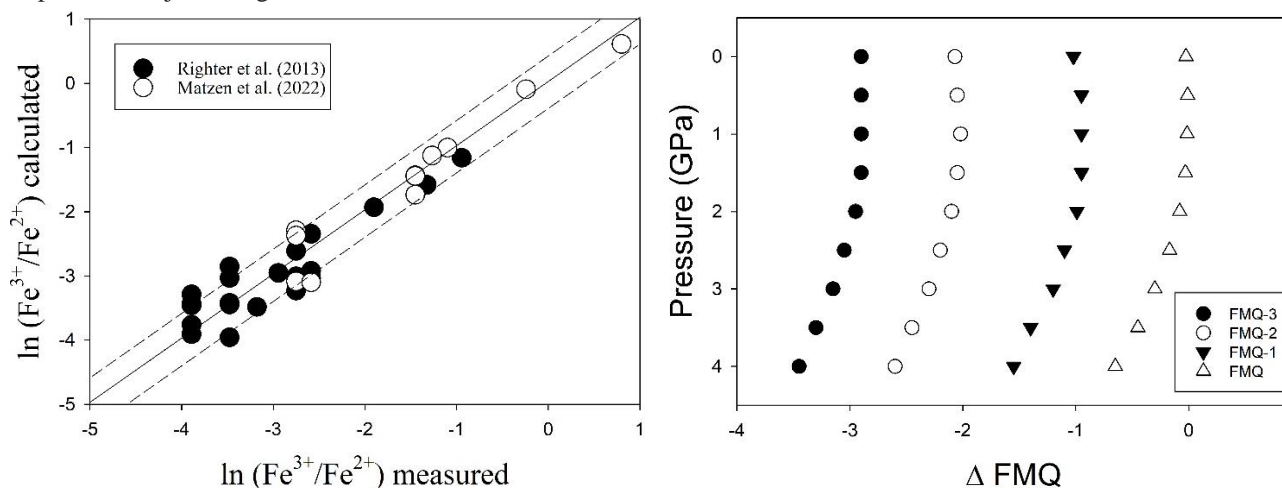 Righter et al. (2013)
Matzen et al. (2022)
ln (Fe³⁺/Fe²⁺) calculated
1
0
-1
-2
-3
-4
-5
-5
-4
-3
-2
-1
0
1
ln (Fe³⁺/Fe²⁺) measured
Pressure (GPa)
0
1
2
3
4
FMQ-3
FMQ-2
FMQ-1
FMQ
-4
-3
-2
-1
0
Δ FMQ